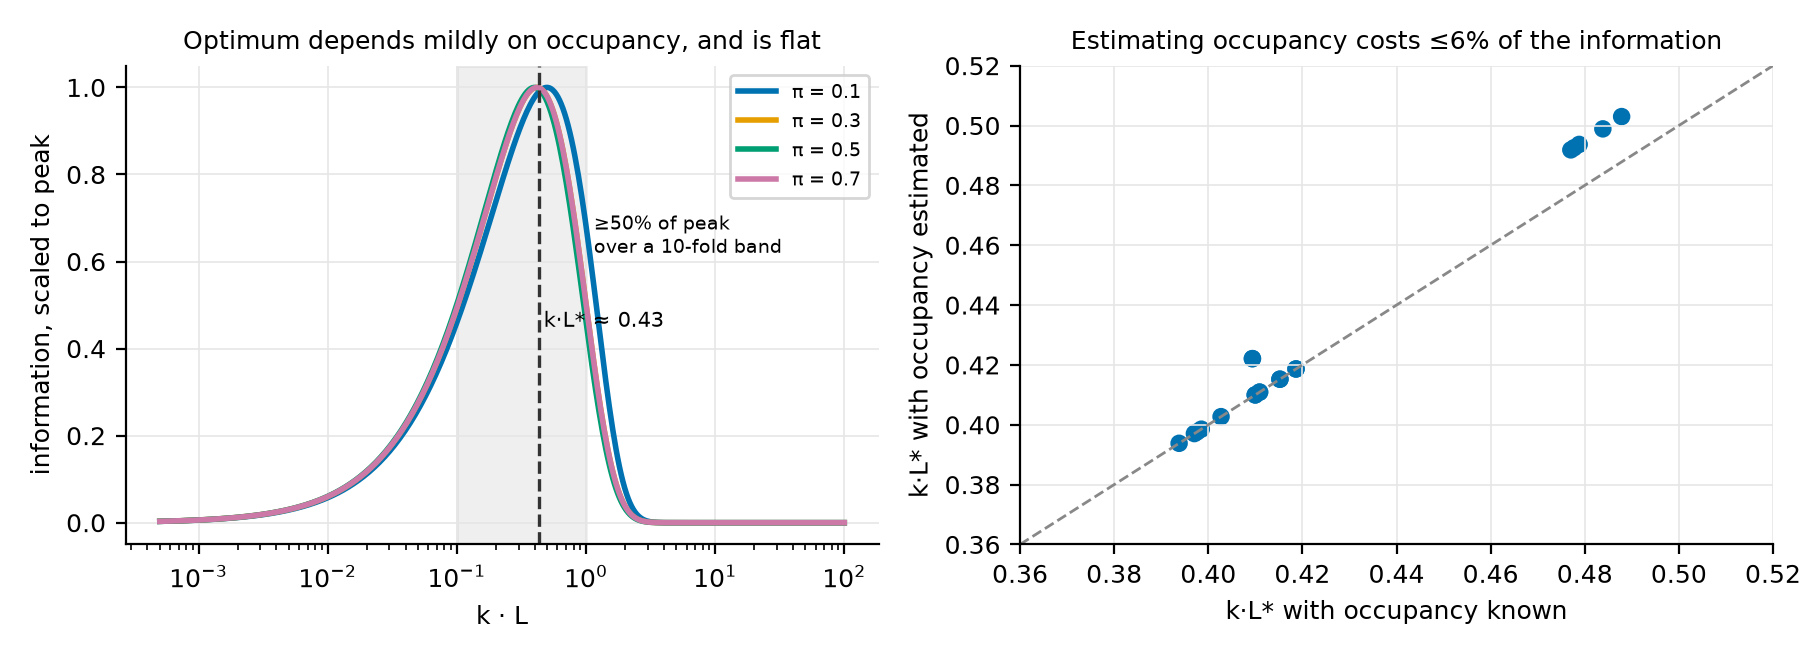 Optimum depends mildly on occupancy, and is flat
information, scaled to peak
1.0
0.8
0.6
0.4
0.2
0.0
π = 0.1
π = 0.3
π = 0.5
π = 0.7
≥50% of peak
over a 10-fold band
k·L* ≈ 0.43
10⁻³
10⁻²
10⁻¹
10⁰
10¹
10²
k · L
Estimating occupancy costs ≤6% of the information
k·L* with occupancy estimated
0.52
0.50
0.48
0.46
0.44
0.42
0.40
0.38
0.36
0.36
0.38
0.40
0.42
0.44
0.46
0.48
0.50
0.52
k·L* with occupancy known